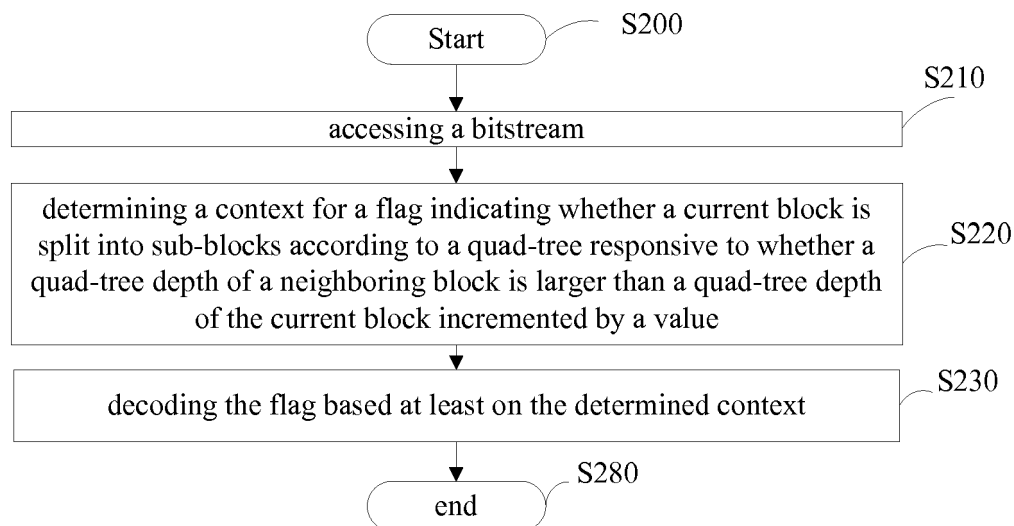 Start
S200
S210
accessing a bitstream
determining a context for a flag indicating whether a current block is
split into sub-blocks according to a quad-tree responsive to whether a
quad-tree depth of a neighboring block is larger than a quad-tree depth
of the current block incremented by a value
S220
S230
decoding the flag based at least on the determined context
S280
end